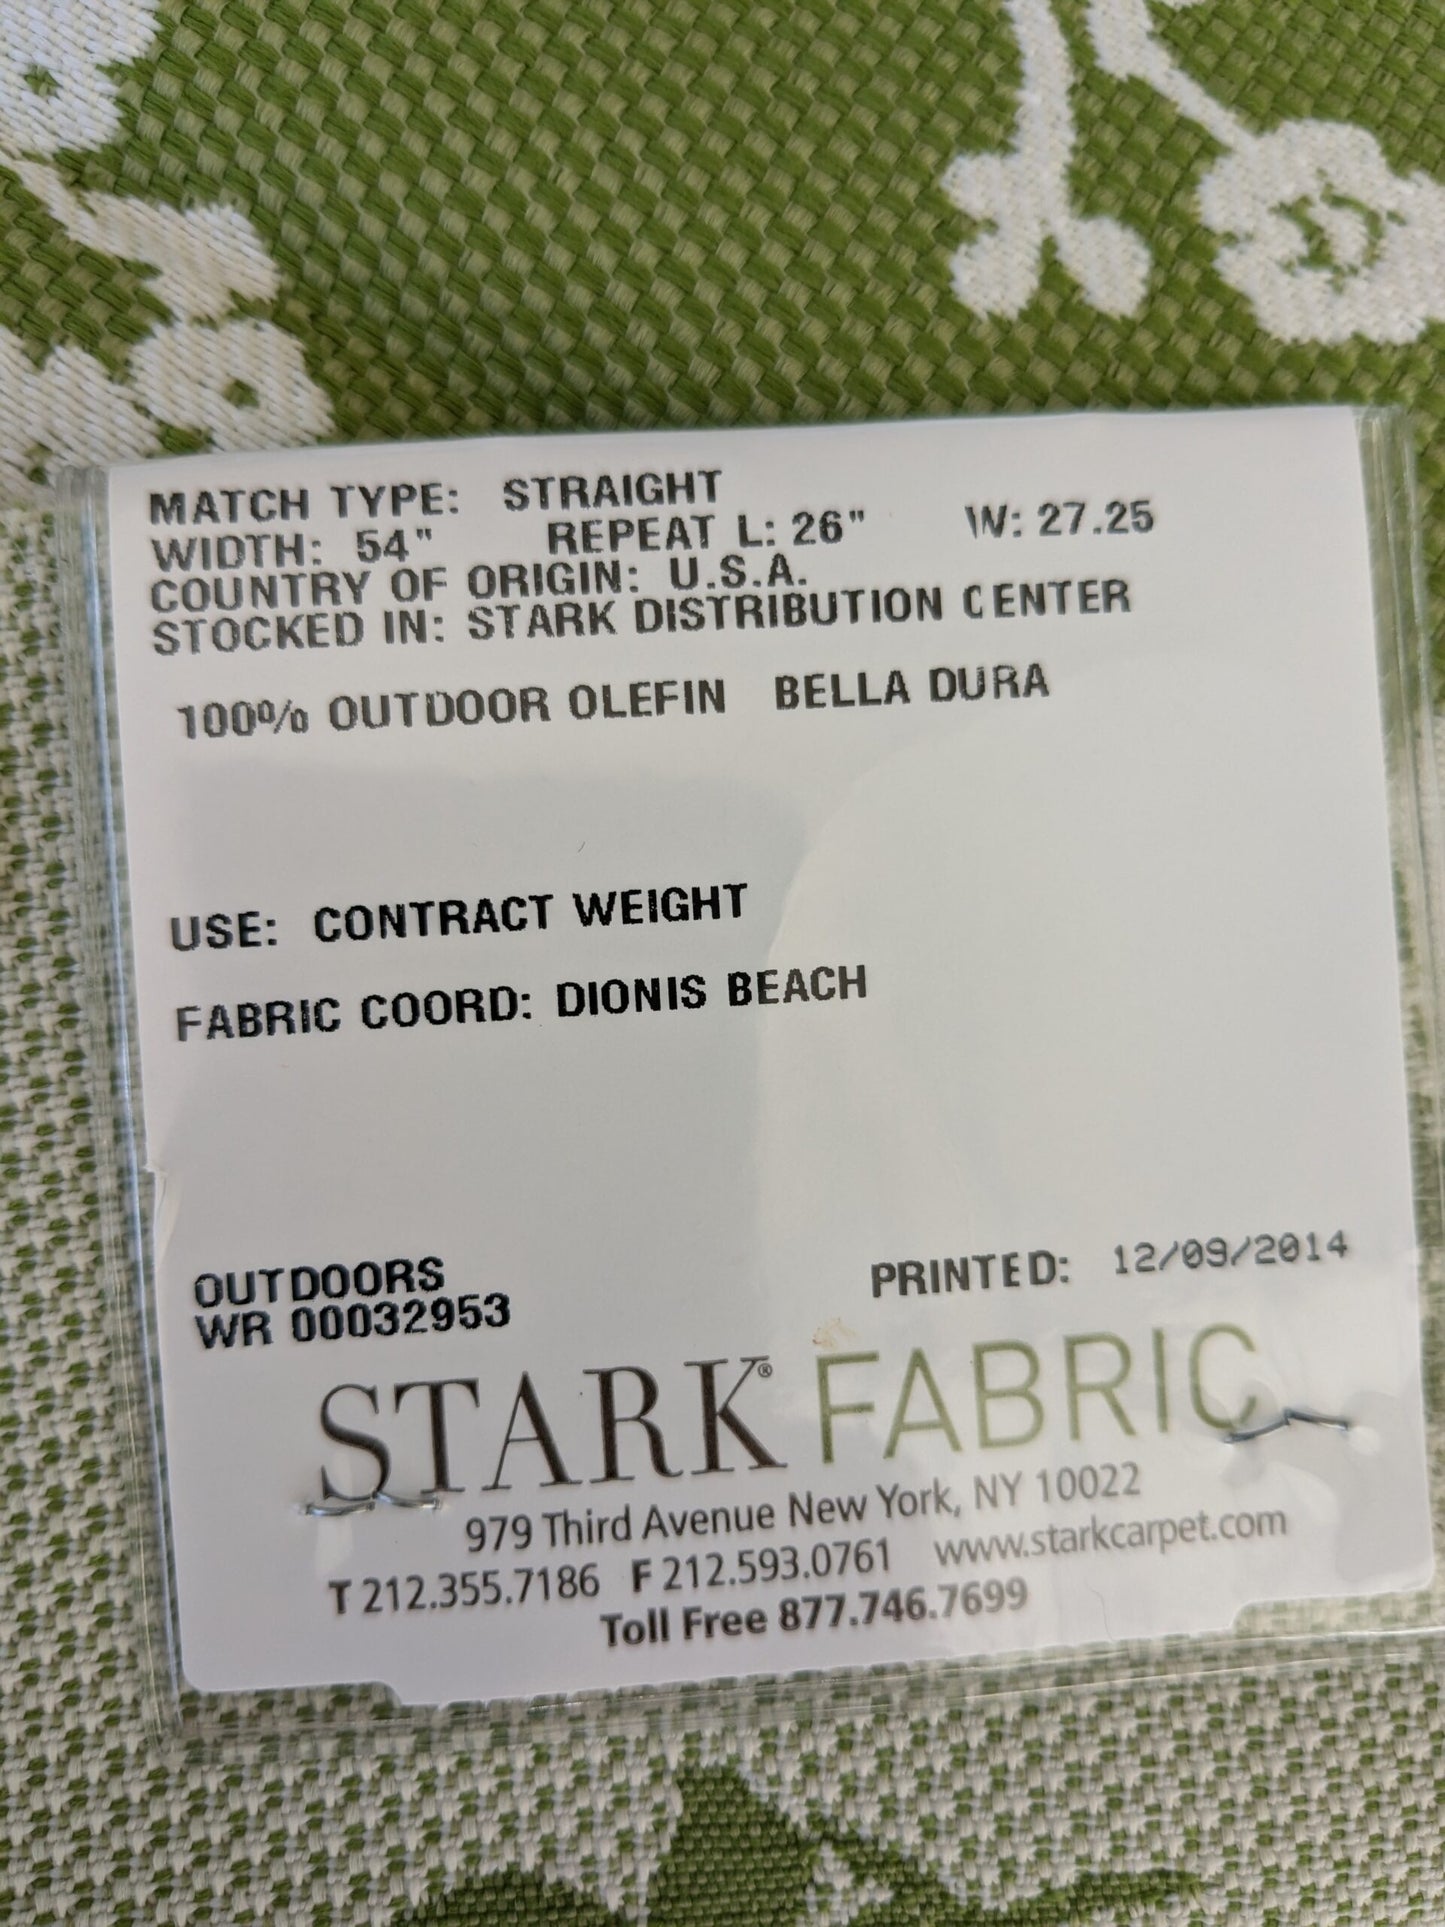 MATCH TYPE: STRAIGHT
WIDTH: 54" REPEAT L: 26" W: 27.25
COUNTRY OF ORIGIN: U.S.A.
STOCKED IN: STARK DISTRIBUTION CENTER
100% OUTDOOR OLEFIN BELLA DURA
USE: CONTRACT WEIGHT
FABRIC COORD: DIONIS BEACH
OUTDOORS
WR 00032953 PRINTED: 12/09/2014
STARK® FABRIC
979 Third Avenue New York, NY 10022
T 212.355.7186 F 212.593.0761 www.starkcarpet.com
Toll Free 877.746.7699